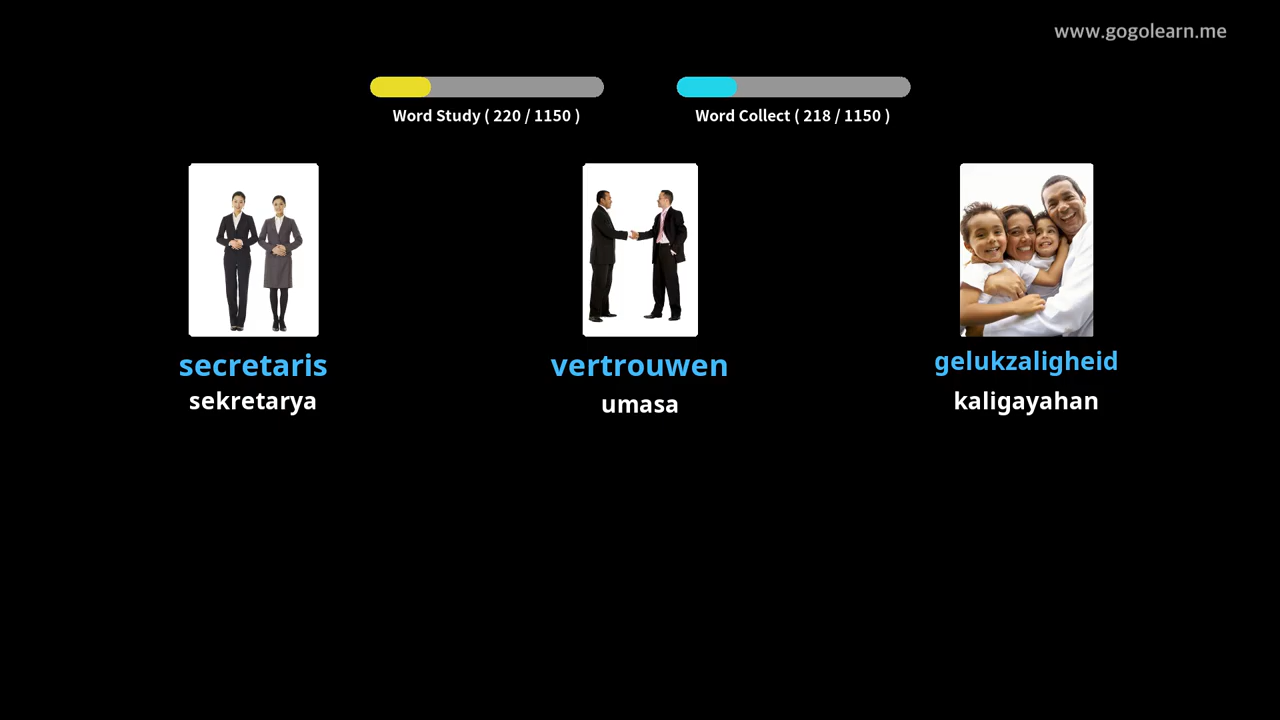 www.gogolearn.me
Word Study ( 220 / 1150 )
Word Collect ( 218 / 1150 )
secretaris
sekretarya
vertrouwen
umasa
gelukzaligheid
kaligayahan